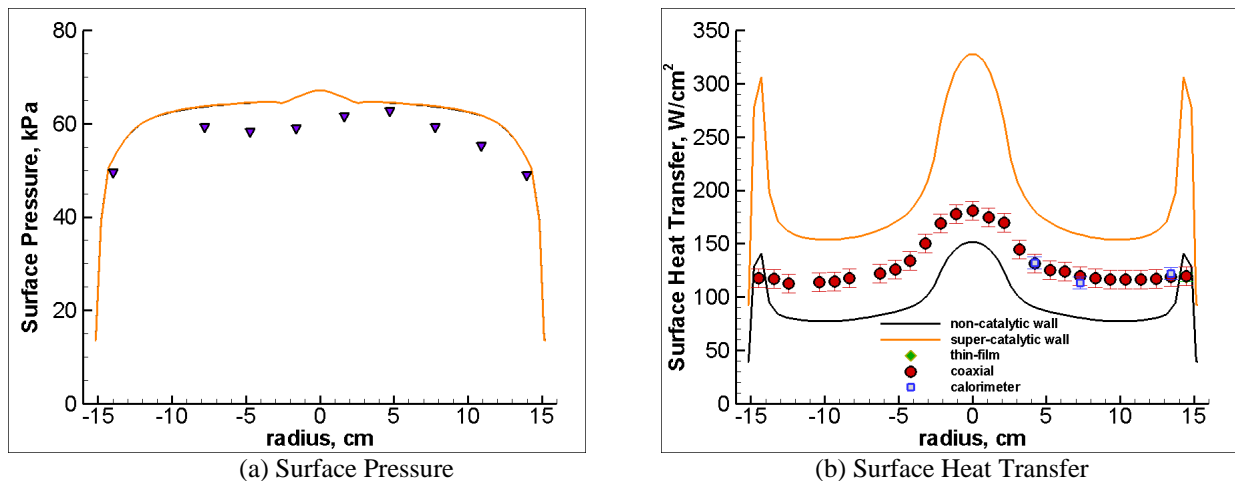 80
60
40
20
0
Surface Pressure, kPa
-15 -10 -5 0 5 10 15
radius, cm
(a) Surface Pressure
350
300
250
200
150
100
50
0
Surface Heat Transfer, W/cm²
non-catalytic wall
super-catalytic wall
thin-film
coaxial
calorimeter
-15 -10 -5 0 5 10 15
radius, cm
(b) Surface Heat Transfer